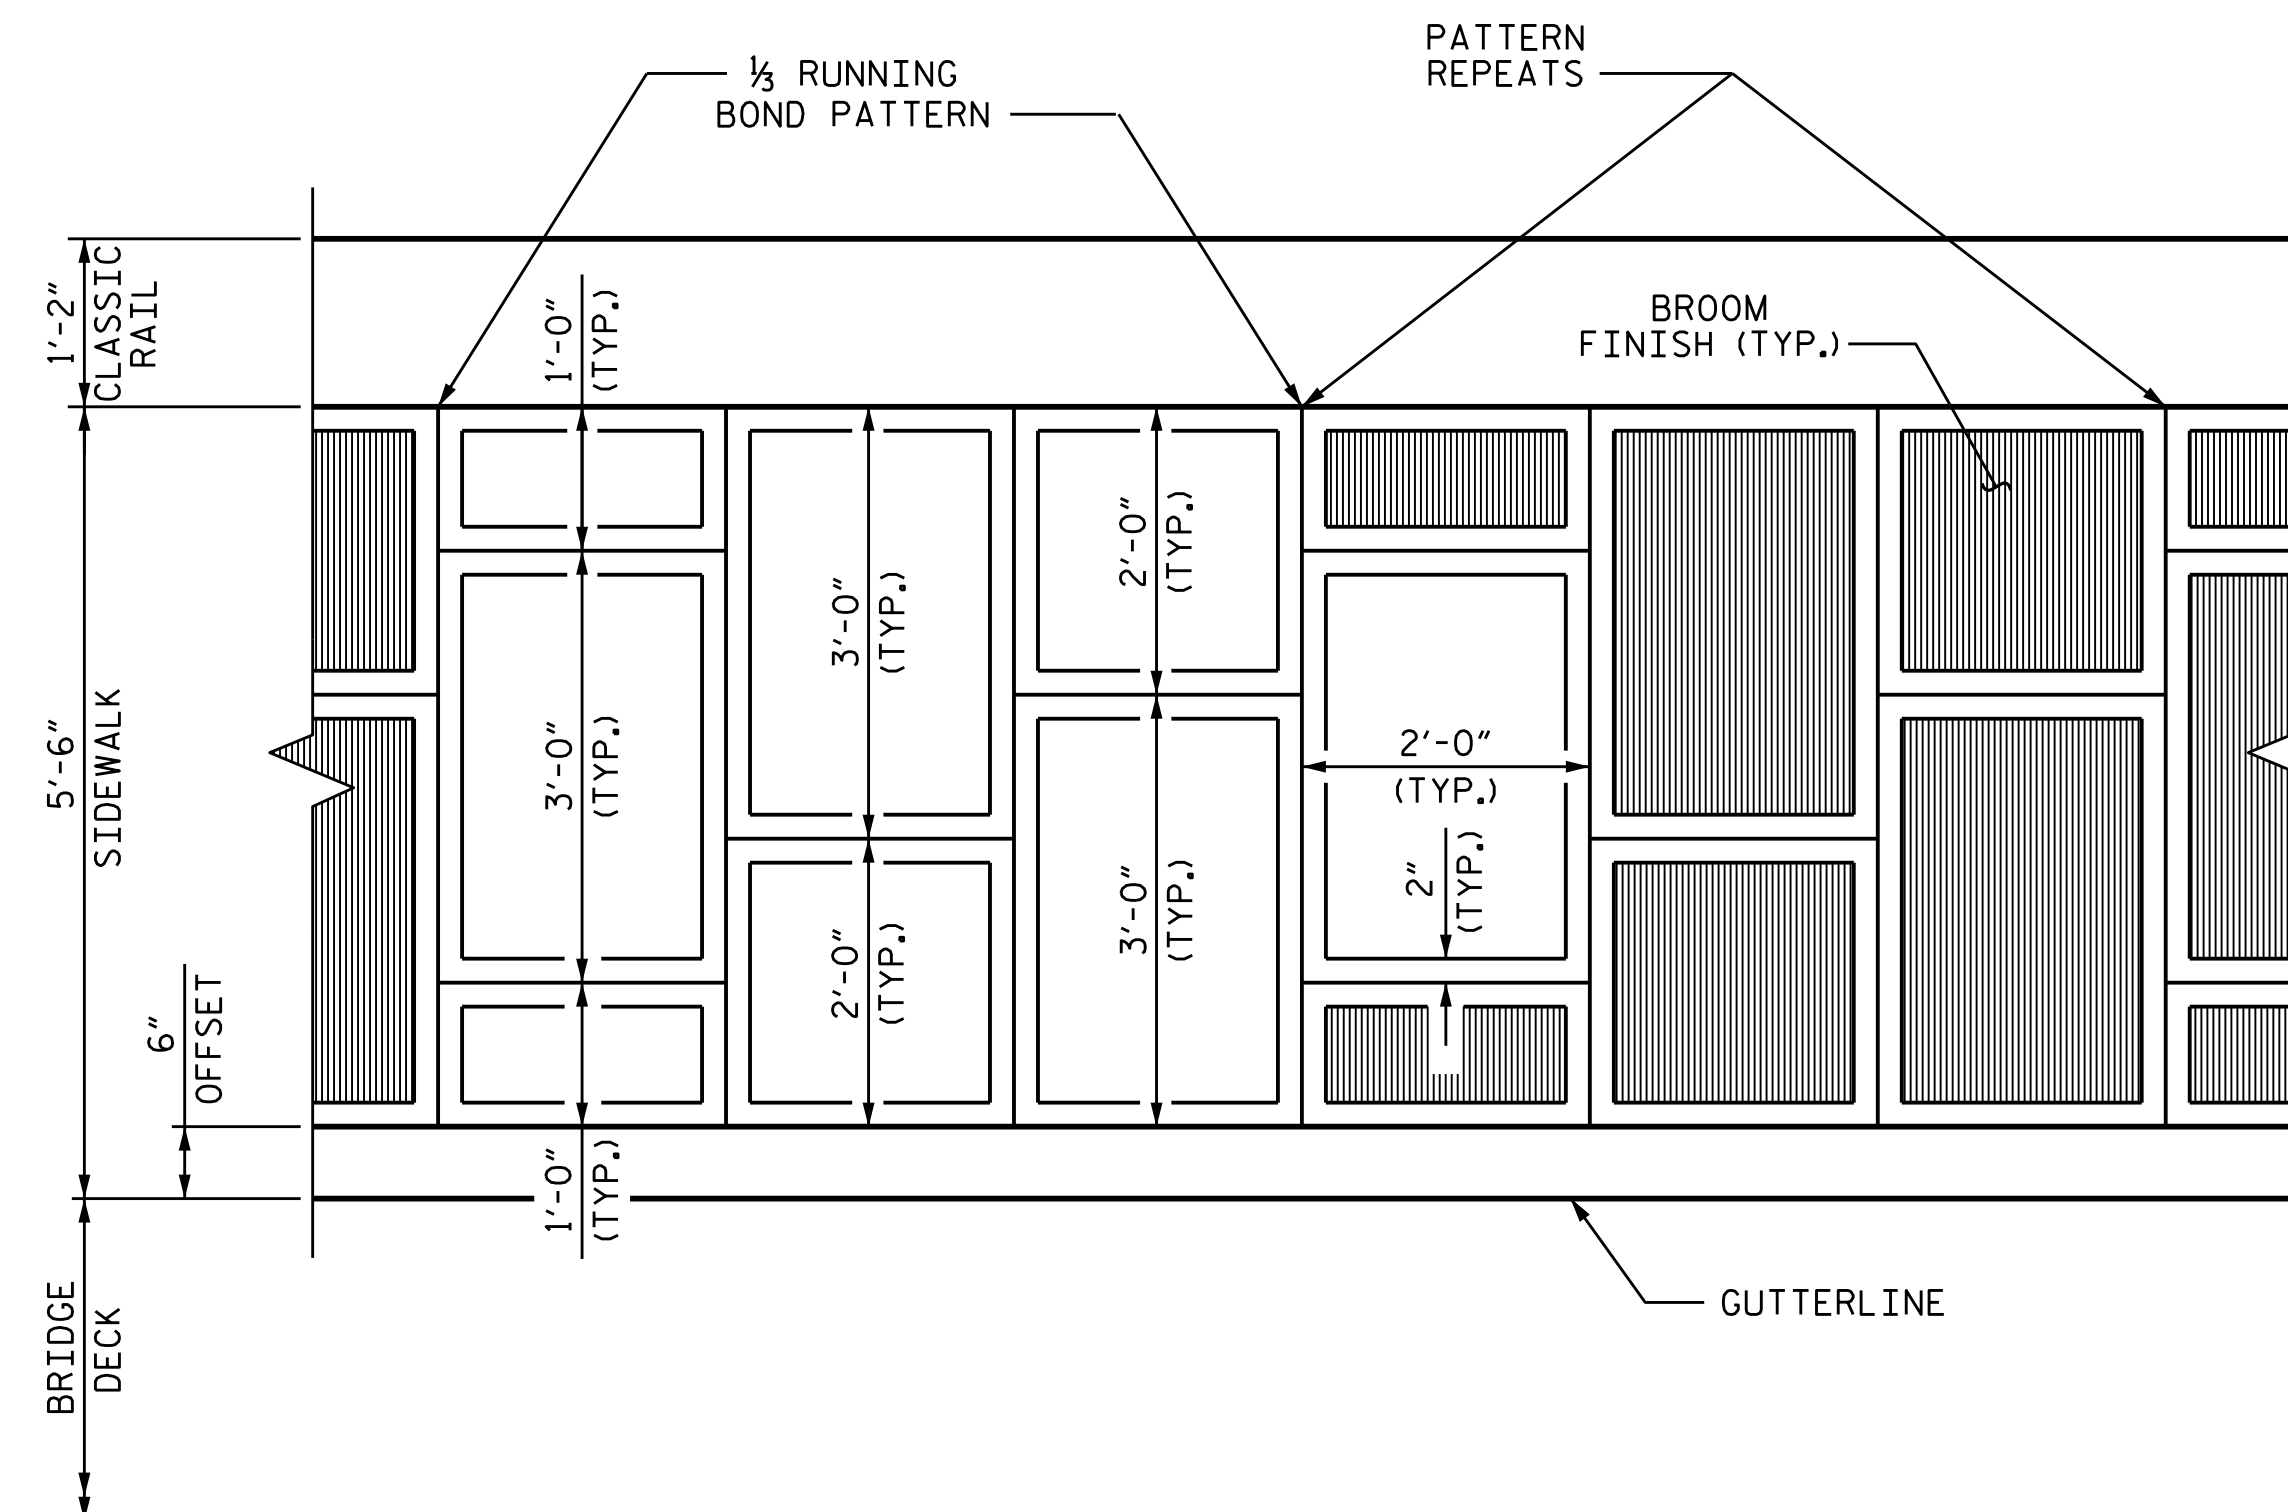 PATTERN
REPEATS
⅓ RUNNING
BOND PATTERN
1'-2"
CLASSIC
RAIL
1'-0"
(TYP.)
BROOM
FINISH (TYP.)
2'-0"
(TYP.)
3'-0"
(TYP.)
5'-6"
SIDEWALK
3'-0"
(TYP.)
2'-0"
(TYP.)
2"
(TYP.)
3'-0"
(TYP.)
2'-0"
(TYP.)
6"
OFFSET
1'-0"
(TYP.)
GUTTERLINE
BRIDGE
DECK